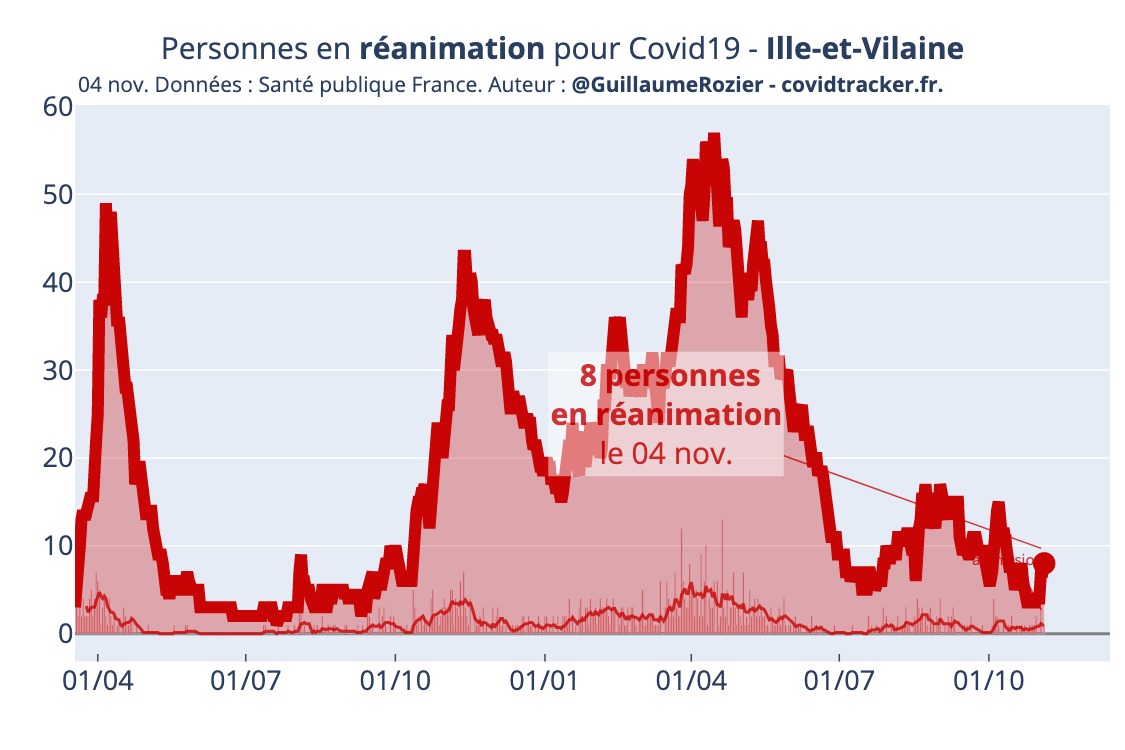 Personnes en réanimation pour Covid19 - Ille-et-Vilaine
04 nov. Données : Santé publique France. Auteur : @GuillaumeRozier - covidtracker.fr.
60
50
40
30
20
10
0
8 personnes
en réanimation
le 04 nov.
01/04
01/07
01/10
01/01
01/04
01/07
01/10